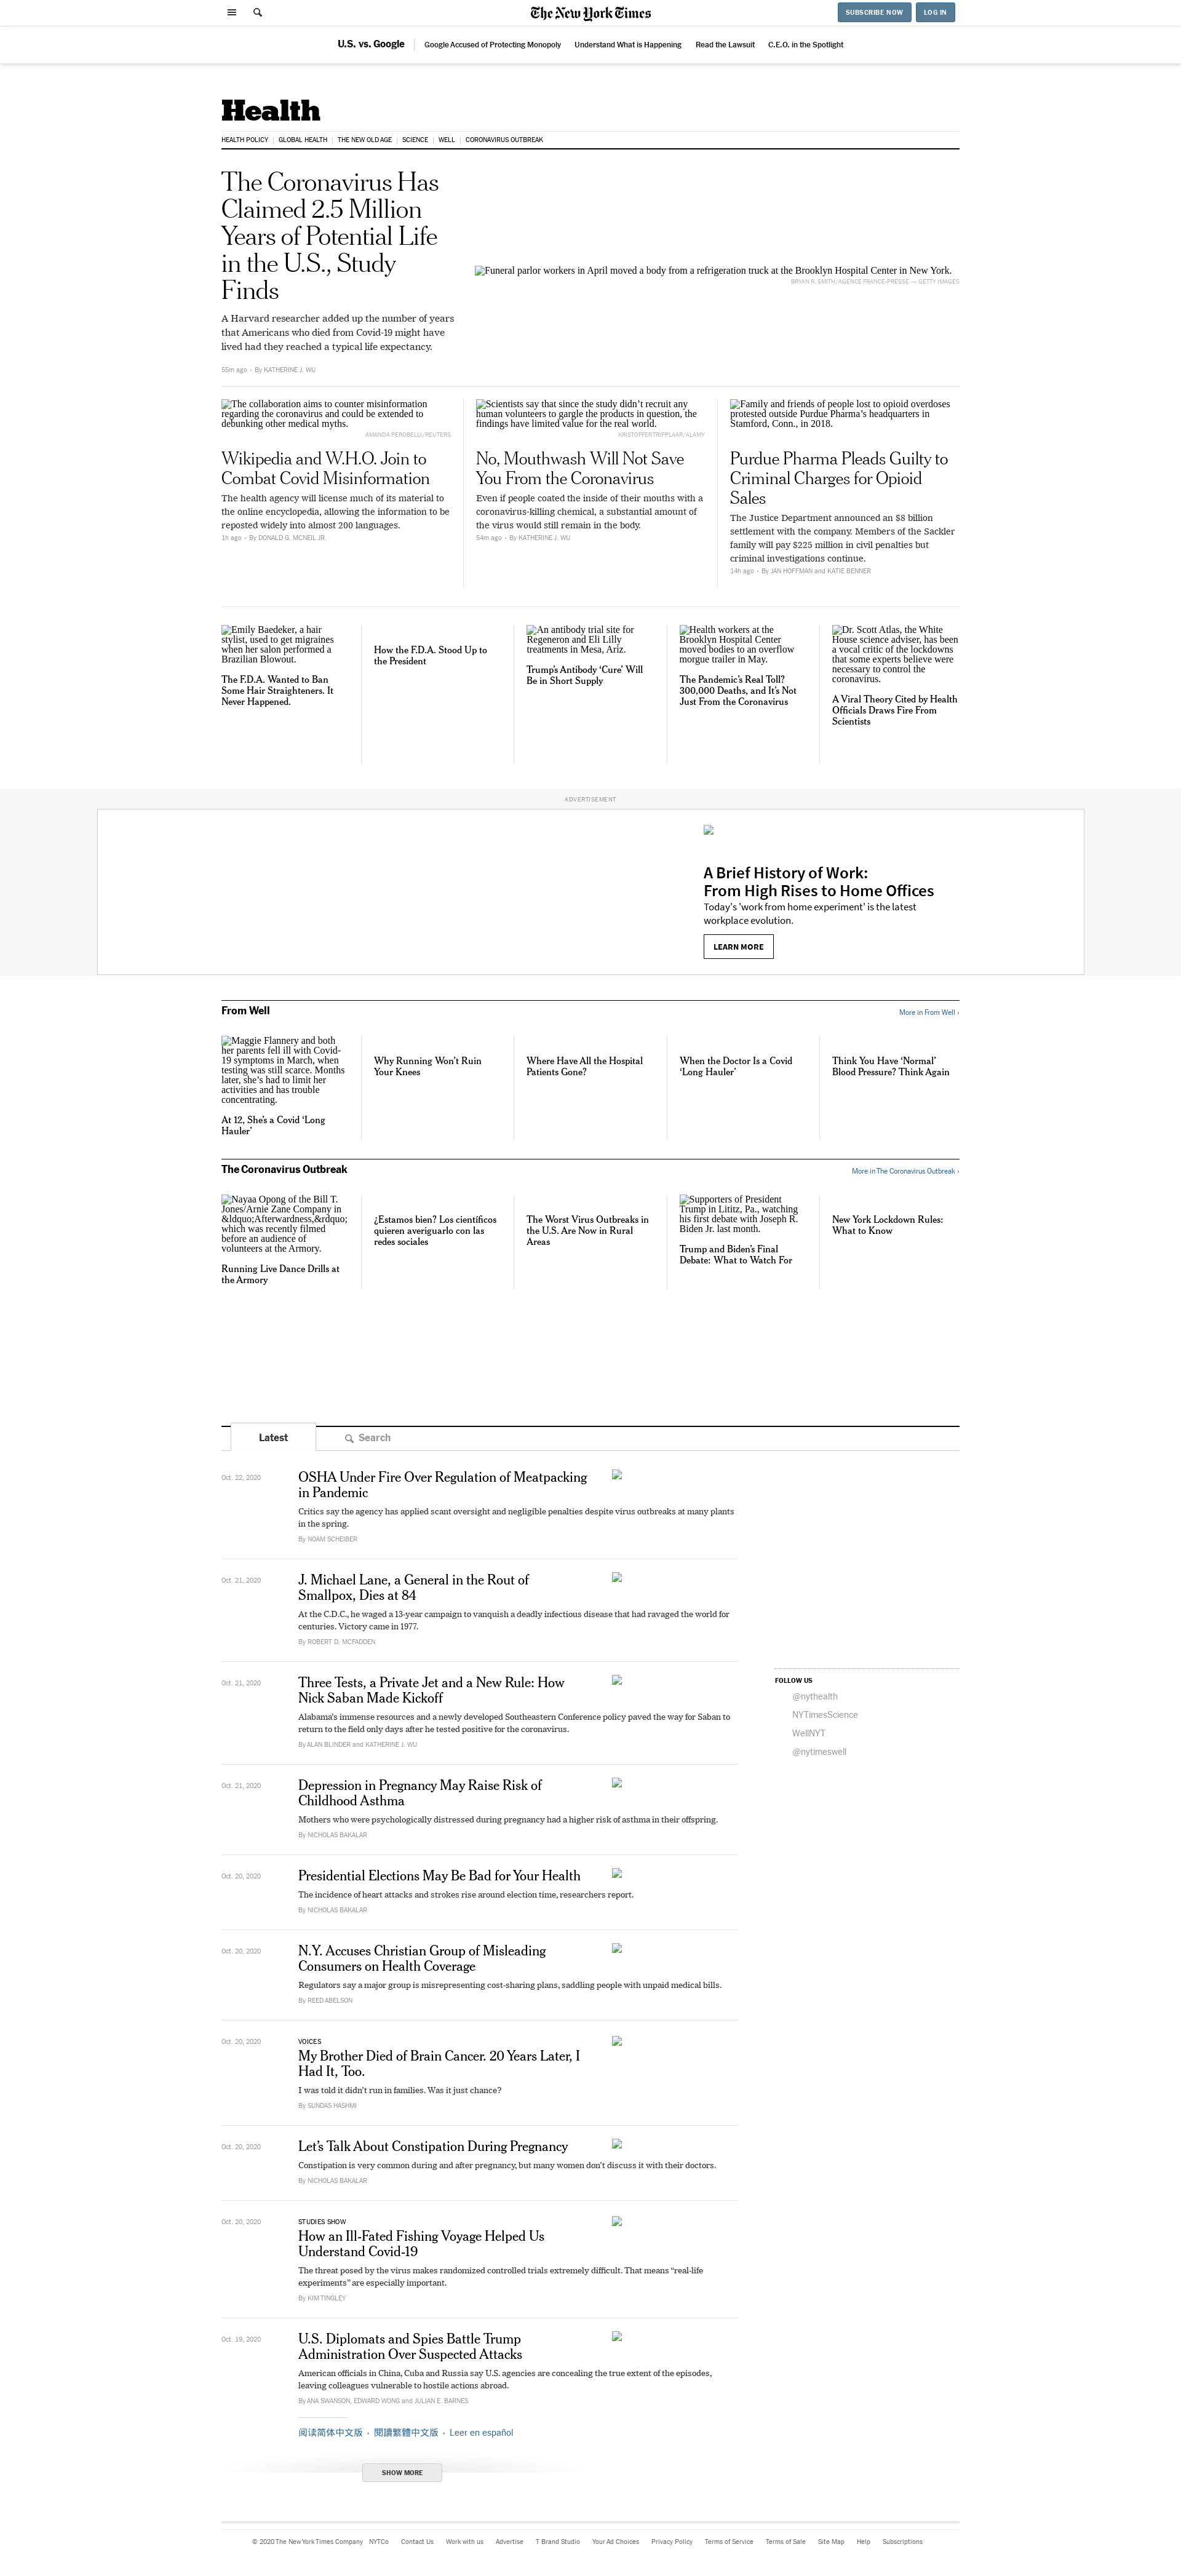 The New York Times
SUBSCRIBE NOW
LOG IN
U.S. vs. Google
Google Accused of Protecting Monopoly
Understand What is Happening
Read the Lawsuit
C.E.O. in the Spotlight
Health
HEALTH POLICY
GLOBAL HEALTH
THE NEW OLD AGE
SCIENCE
WELL
CORONAVIRUS OUTBREAK
The Coronavirus Has
Claimed 2.5 Million
Years of Potential Life
in the U.S., Study
Finds
A Harvard researcher added up the number of years
that Americans who died from Covid-19 might have
lived had they reached a typical life expectancy.
55m ago • By KATHERINE J. WU
Funeral parlor workers in April moved a body from a refrigeration truck at the Brooklyn Hospital Center in New York.
BRYAN R. SMITH/AGENCE FRANCE-PRESSE — GETTY IMAGES
The collaboration aims to counter misinformation
regarding the coronavirus and could be extended to
debunking other medical myths.
AMANDA PEROBELLI/REUTERS
Wikipedia and W.H.O. Join to
Combat Covid Misinformation
The health agency will license much of its material to
the online encyclopedia, allowing the information to be
reposted widely into almost 200 languages.
1h ago • By DONALD G. MCNEIL JR.
Scientists say that since the study didn't recruit any
human volunteers to gargle the products in question, the
findings have limited value for the real world.
KRISTOFFERTRIPPLAAR/ALAMY
No, Mouthwash Will Not Save
You From the Coronavirus
Even if people coated the inside of their mouths with a
coronavirus-killing chemical, a substantial amount of
the virus would still remain in the body.
54m ago • By KATHERINE J. WU
Family and friends of people lost to opioid overdoses
protested outside Purdue Pharma's headquarters in
Stamford, Conn., in 2018.
Purdue Pharma Pleads Guilty to
Criminal Charges for Opioid
Sales
The Justice Department announced an $8 billion
settlement with the company. Members of the Sackler
family will pay $225 million in civil penalties but
criminal investigations continue.
14h ago • By JAN HOFFMAN and KATIE BENNER
Emily Baedeker, a hair
stylist, used to get migraines
when her salon performed a
Brazilian Blowout.
The F.D.A. Wanted to Ban
Some Hair Straighteners. It
Never Happened.
How the F.D.A. Stood Up to
the President
An antibody trial site for
Regeneron and Eli Lilly
treatments in Mesa, Ariz.
Trump's Antibody 'Cure' Will
Be in Short Supply
Health workers at the
Brooklyn Hospital Center
moved bodies to an overflow
morgue trailer in May.
The Pandemic's Real Toll?
300,000 Deaths, and It's Not
Just From the Coronavirus
Dr. Scott Atlas, the White
House science adviser, has been
a vocal critic of the lockdowns
that some experts believe were
necessary to control the
coronavirus.
A Viral Theory Cited by Health
Officials Draws Fire From
Scientists
ADVERTISEMENT
A Brief History of Work:
From High Rises to Home Offices
Today's 'work from home experiment' is the latest
workplace evolution.
LEARN MORE
From Well
More in From Well ›
Maggie Flannery and both
her parents fell ill with Covid-
19 symptoms in March, when
testing was still scarce. Months
later, she's had to limit her
activities and has trouble
concentrating.
At 12, She's a Covid 'Long
Hauler'
Why Running Won't Ruin
Your Knees
Where Have All the Hospital
Patients Gone?
When the Doctor Is a Covid
'Long Hauler'
Think You Have 'Normal'
Blood Pressure? Think Again
The Coronavirus Outbreak
More in The Coronavirus Outbreak ›
Nayaa Opong of the Bill T.
Jones/Arnie Zane Company in
&ldquo;Afterwardness,&rdquo;
which was recently filmed
before an audience of
volunteers at the Armory.
Running Live Dance Drills at
the Armory
¿Estamos bien? Los científicos
quieren averiguarlo con las
redes sociales
The Worst Virus Outbreaks in
the U.S. Are Now in Rural
Areas
Supporters of President
Trump in Lititz, Pa., watching
his first debate with Joseph R.
Biden Jr. last month.
Trump and Biden's Final
Debate: What to Watch For
New York Lockdown Rules:
What to Know
Latest
Search
Oct. 22, 2020
OSHA Under Fire Over Regulation of Meatpacking
in Pandemic
Critics say the agency has applied scant oversight and negligible penalties despite virus outbreaks at many plants
in the spring.
By NOAM SCHEIBER
Oct. 21, 2020
J. Michael Lane, a General in the Rout of
Smallpox, Dies at 84
At the C.D.C., he waged a 13-year campaign to vanquish a deadly infectious disease that had ravaged the world for
centuries. Victory came in 1977.
By ROBERT D. MCFADDEN
Oct. 21, 2020
Three Tests, a Private Jet and a New Rule: How
Nick Saban Made Kickoff
Alabama's immense resources and a newly developed Southeastern Conference policy paved the way for Saban to
return to the field only days after he tested positive for the coronavirus.
By ALAN BLINDER and KATHERINE J. WU
Oct. 21, 2020
Depression in Pregnancy May Raise Risk of
Childhood Asthma
Mothers who were psychologically distressed during pregnancy had a higher risk of asthma in their offspring.
By NICHOLAS BAKALAR
Oct. 20, 2020
Presidential Elections May Be Bad for Your Health
The incidence of heart attacks and strokes rise around election time, researchers report.
By NICHOLAS BAKALAR
Oct. 20, 2020
N.Y. Accuses Christian Group of Misleading
Consumers on Health Coverage
Regulators say a major group is misrepresenting cost-sharing plans, saddling people with unpaid medical bills.
By REED ABELSON
Oct. 20, 2020
VOICES
My Brother Died of Brain Cancer. 20 Years Later, I
Had It, Too.
I was told it didn't run in families. Was it just chance?
By SUNDAS HASHMI
Oct. 20, 2020
Let's Talk About Constipation During Pregnancy
Constipation is very common during and after pregnancy, but many women don't discuss it with their doctors.
By NICHOLAS BAKALAR
Oct. 20, 2020
STUDIES SHOW
How an Ill-Fated Fishing Voyage Helped Us
Understand Covid-19
The threat posed by the virus makes randomized controlled trials extremely difficult. That means “real-life
experiments” are especially important.
By KIM TINGLEY
Oct. 19, 2020
U.S. Diplomats and Spies Battle Trump
Administration Over Suspected Attacks
American officials in China, Cuba and Russia say U.S. agencies are concealing the true extent of the episodes,
leaving colleagues vulnerable to hostile actions abroad.
By ANA SWANSON, EDWARD WONG and JULIAN E. BARNES
阅读简体中文版 • 閱讀繁體中文版 • Leer en español
SHOW MORE
FOLLOW US
@nythealth
NYTimesScience
WellNYT
@nytimeswell
© 2020 The New York Times Company
NYTCo
Contact Us
Work with us
Advertise
T Brand Studio
Your Ad Choices
Privacy Policy
Terms of Service
Terms of Sale
Site Map
Help
Subscriptions